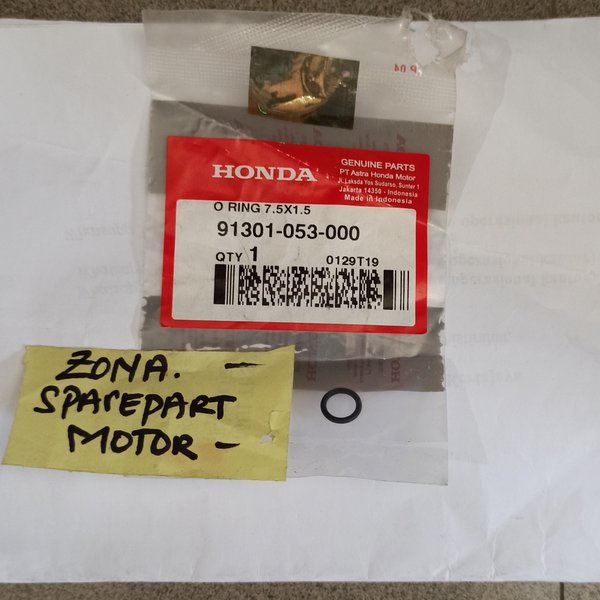 HONDA
GENUINE PARTS
PT Astra Honda Motor
Jl. Laksda Yos Sudarso, Sunter 1
Jakarta 14350 - Indonesia
Made in Indonesia
O RING 7.5X1.5
91301-053-000
QTY 1
0129T19
ZONA. -
SPAREPART
MOTOR -